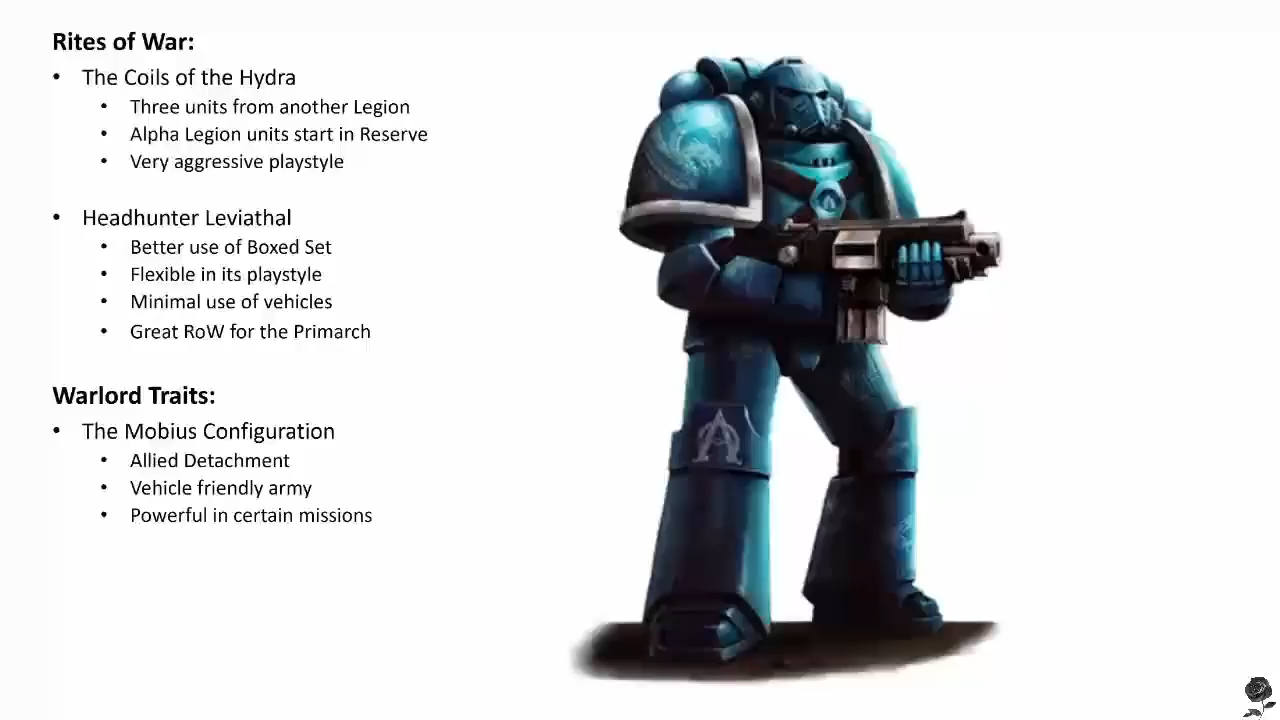 Rites of War:
• The Coils of the Hydra
• Three units from another Legion
• Alpha Legion units start in Reserve
• Very aggressive playstyle
• Headhunter Leviathal
• Better use of Boxed Set
• Flexible in its playstyle
• Minimal use of vehicles
• Great RoW for the Primarch
Warlord Traits:
• The Mobius Configuration
• Allied Detachment
• Vehicle friendly army
• Powerful in certain missions